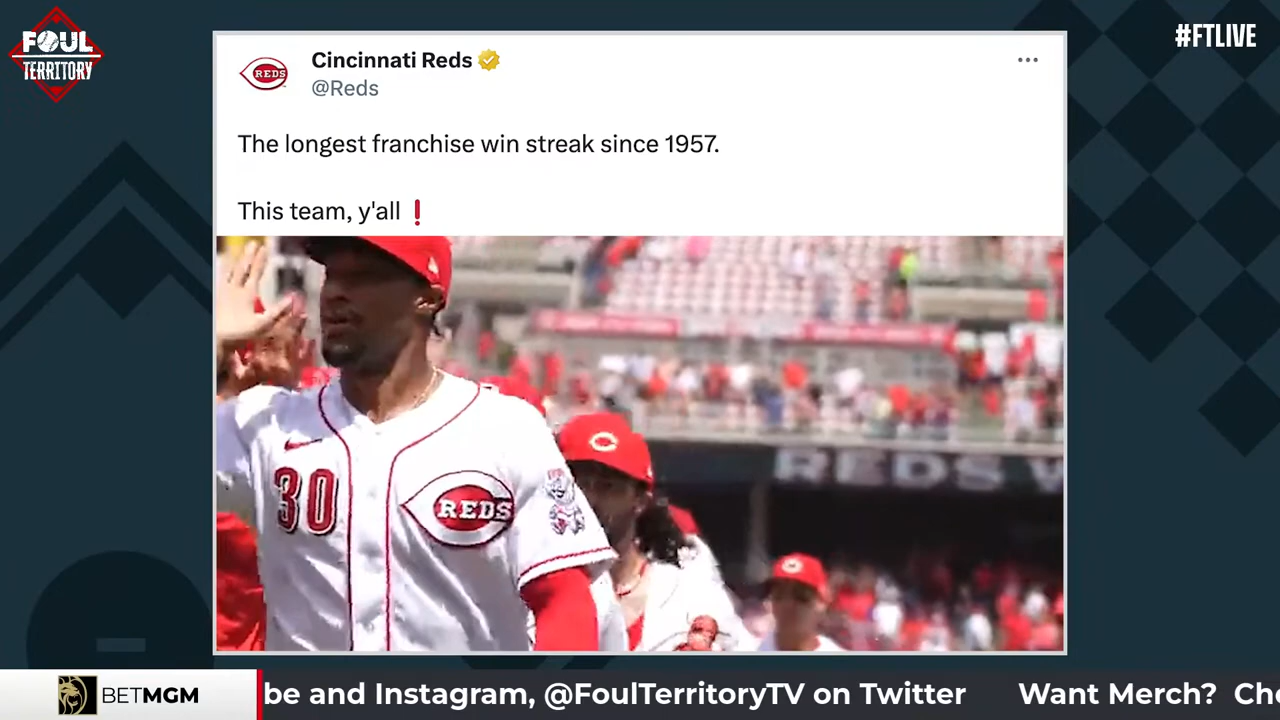 FOUL
TERRITORY
#FTLIVE
REDS
Cincinnati Reds
@Reds
The longest franchise win streak since 1957.
This team, y'all❗
REDS W
30
REDS
BETMGM
be and Instagram, @FoulTerritoryTV on Twitter Want Merch? Che